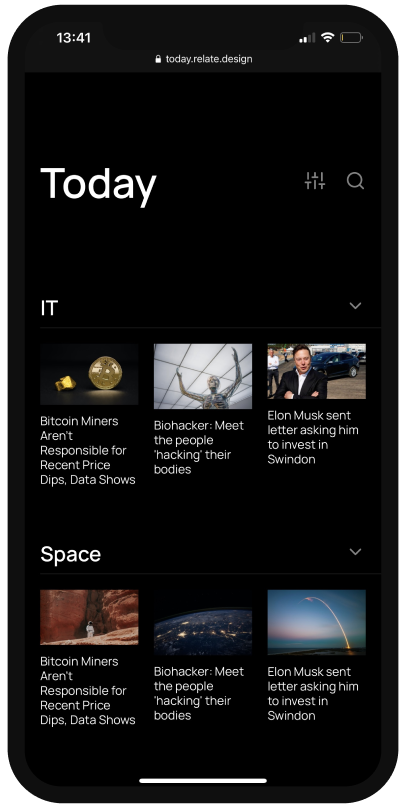 13:41
today.relate.design
Today
IT
Bitcoin Miners
Aren't
Responsible for
Recent Price
Dips, Data Shows
Biohacker: Meet
the people
'hacking' their
bodies
Elon Musk sent
letter asking him
to invest in
Swindon
Space
Bitcoin Miners
Aren't
Responsible for
Recent Price
Dips, Data Shows
Biohacker: Meet
the people
'hacking' their
bodies
Elon Musk sent
letter asking him
to invest in
Swindon